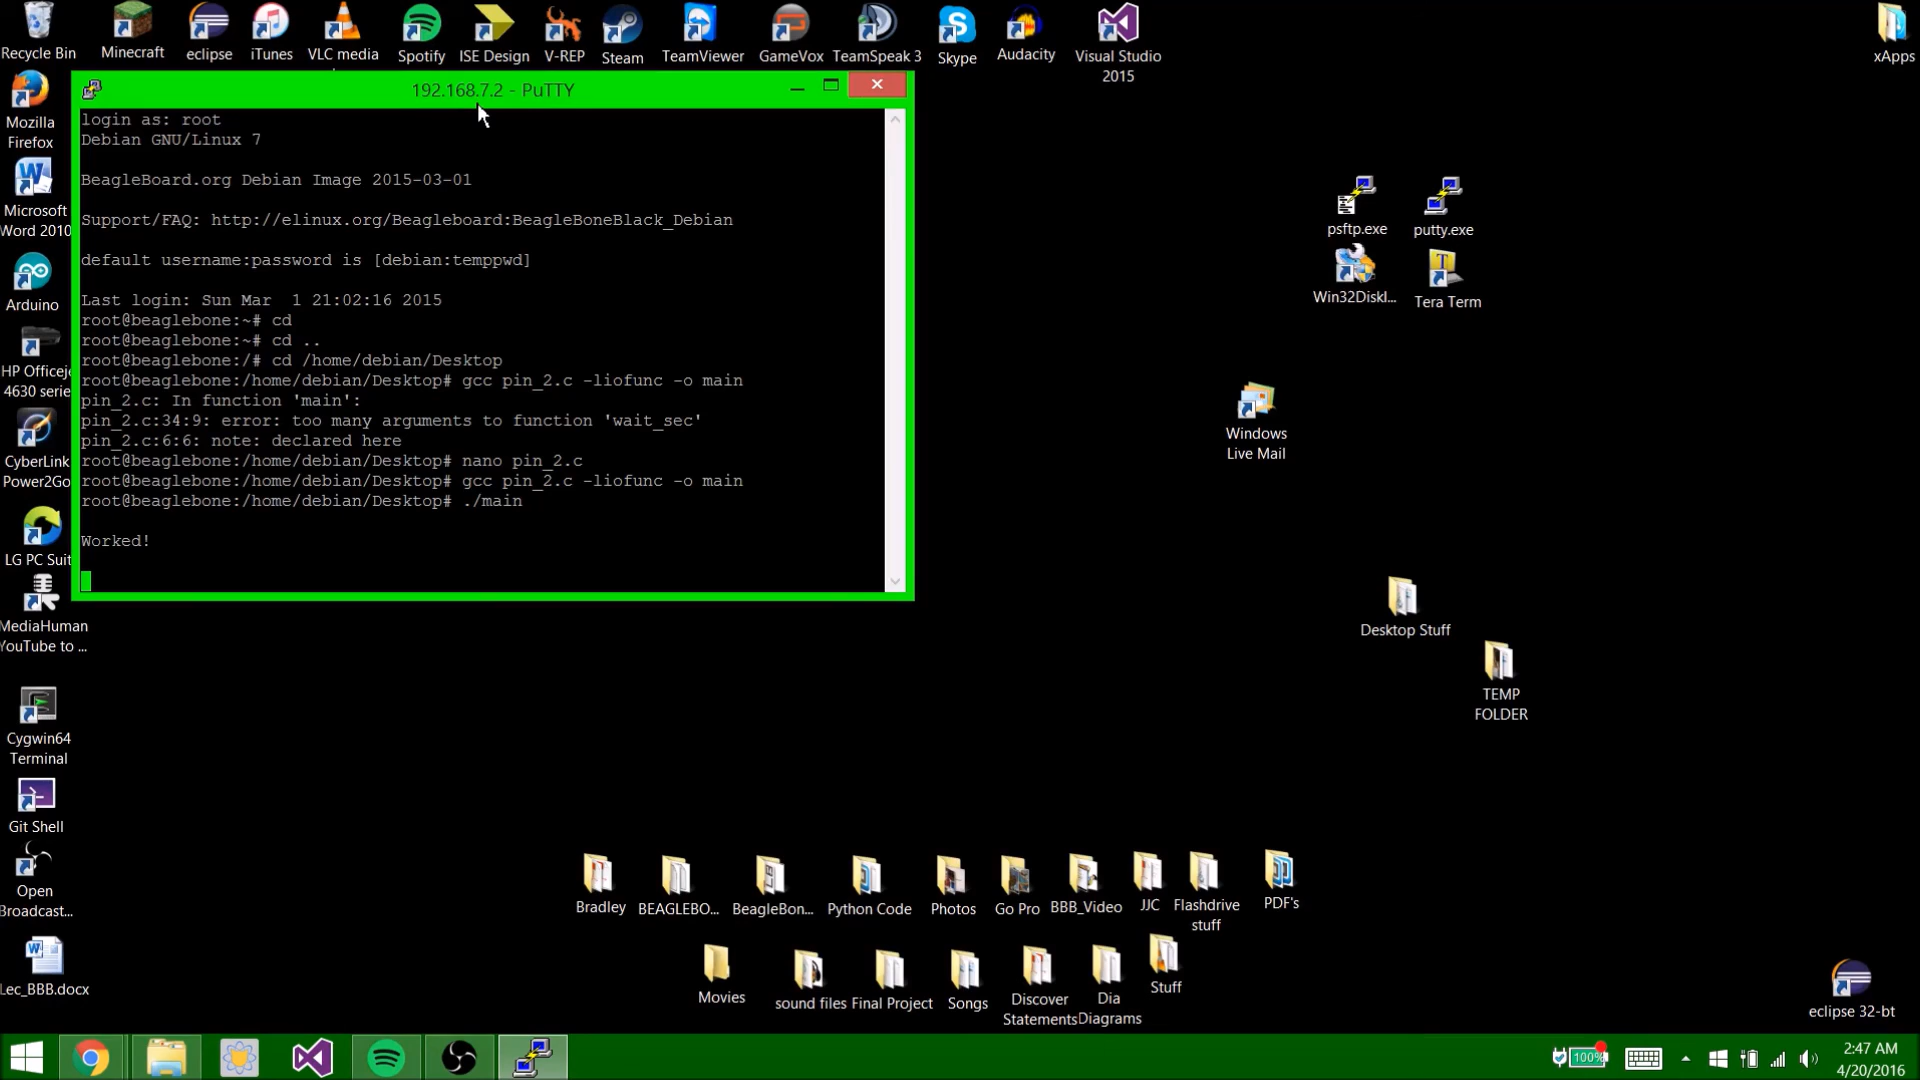 Recycle Bin
Minecraft
eclipse
iTunes
VLC media
Spotify
ISE Design
V-REP
Steam
TeamViewer
GameVox
TeamSpeak 3
Skype
Audacity
Visual Studio
2015
xApps
Mozilla
Firefox
Microsoft
Word 2010
Arduino
HP Officeje
4630 serie
CyberLink
Power2Go
LG PC Suit
MediaHuman
YouTube to ...
Cygwin64
Terminal
Git Shell
Open
Broadcast...
Lec_BBB.docx
192.168.7.2 - PuTTY
login as: root
Debian GNU/Linux 7
BeagleBoard.org Debian Image 2015-03-01
Support/FAQ: http://elinux.org/Beagleboard:BeagleBoneBlack_Debian
default username:password is [debian:temppwd]
Last login: Sun Mar  1 21:02:16 2015
root@beaglebone:~# cd
root@beaglebone:~# cd ..
root@beaglebone:/# cd /home/debian/Desktop
root@beaglebone:/home/debian/Desktop# gcc pin_2.c -liofunc -o main
pin_2.c: In function 'main':
pin_2.c:34:9: error: too many arguments to function 'wait_sec'
pin_2.c:6:6: note: declared here
root@beaglebone:/home/debian/Desktop# nano pin_2.c
root@beaglebone:/home/debian/Desktop# gcc pin_2.c -liofunc -o main
root@beaglebone:/home/debian/Desktop# ./main
Worked!
psftp.exe
putty.exe
Win32DiskI...
Tera Term
Windows
Live Mail
Desktop Stuff
TEMP
FOLDER
Bradley
BEAGLEBO...
BeagleBon...
Python Code
Photos
Go Pro
BBB_Video
JJC
Flashdrive
stuff
PDF's
Movies
sound files
Final Project
Songs
Discover
Statements
Dia
Diagrams
Stuff
eclipse 32-bt
100%
2:47 AM
4/20/2016